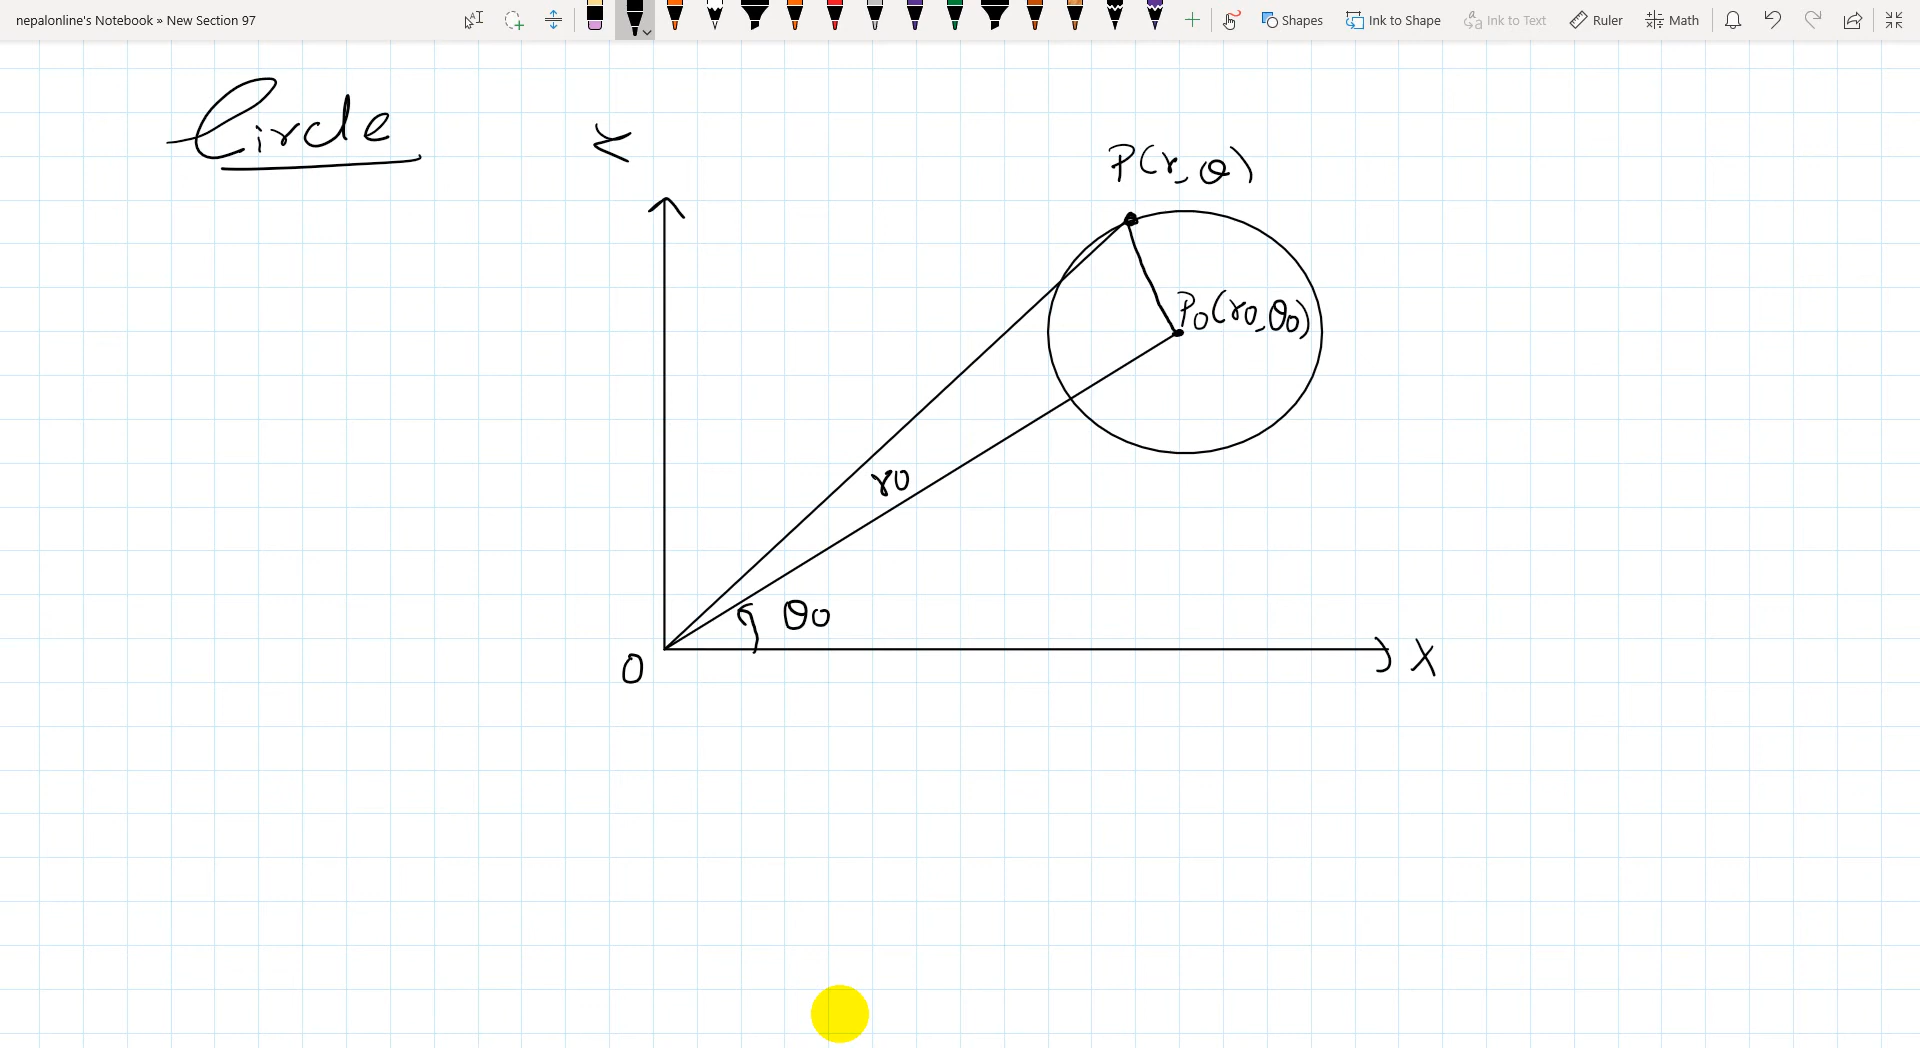 nepalonline's Notebook » New Section 97
Shapes
Ink to Shape
Ink to Text
Ruler
Math
Circle
Y
P(r, θ)
P0(r0, θ0)
r0
θ0
O
X